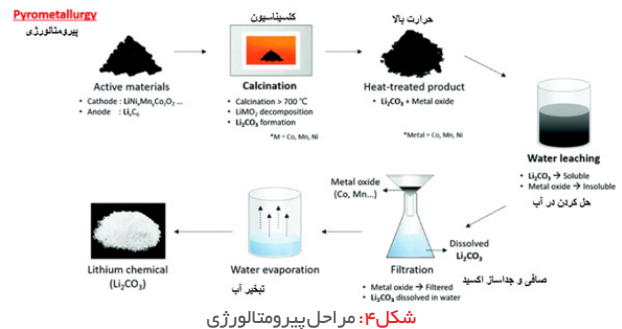 Pyrometallurgy
پیرومتالورژی
کلسیناسیون
حرارت بالا
Active materials
• Cathode : LiNiₓMnᵧCo₂O₂ ...
• Anode : LiₓC₆
Calcination
• Calcination > 700 ℃
• LiMO₂ decomposition
• Li₂CO₃ formation
*M = Co, Mn, Ni
Heat-treated product
• Li₂CO₃ + Metal oxide
*Metal = Co, Mn, Ni
Water leaching
• Li₂CO₃ → Soluble
• Metal oxide → Insoluble
حل کردن در آب
Metal oxide
(Co, Mn...)
Dissolved
Li₂CO₃
Filtration
• Metal oxide → Filtered
• Li₂CO₃ dissolved in water
صافی و جداساز اکسید
Water evaporation
تبخیر آب
Lithium chemical
(Li₂CO₃)
شکل۴: مراحل پیرومتالورژی